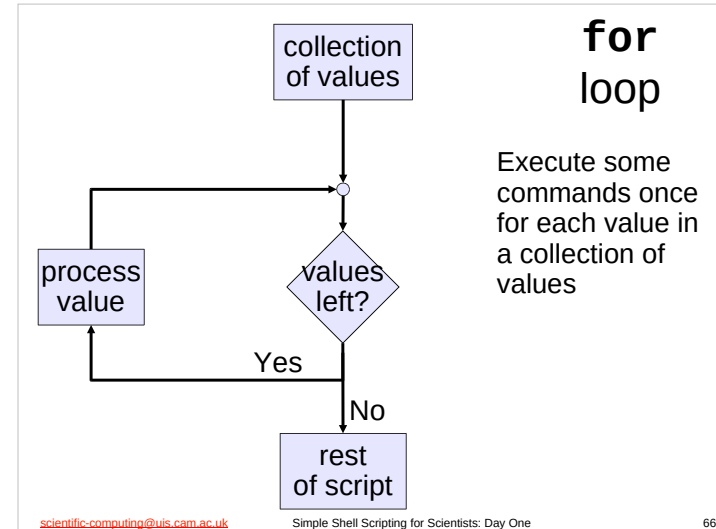 for
loop
collection
of values
Execute some
commands once
for each value in
a collection of
values
process
value
values
left?
Yes
No
rest
of script
scientific-computing@uis.cam.ac.uk Simple Shell Scripting for Scientists: Day One 66